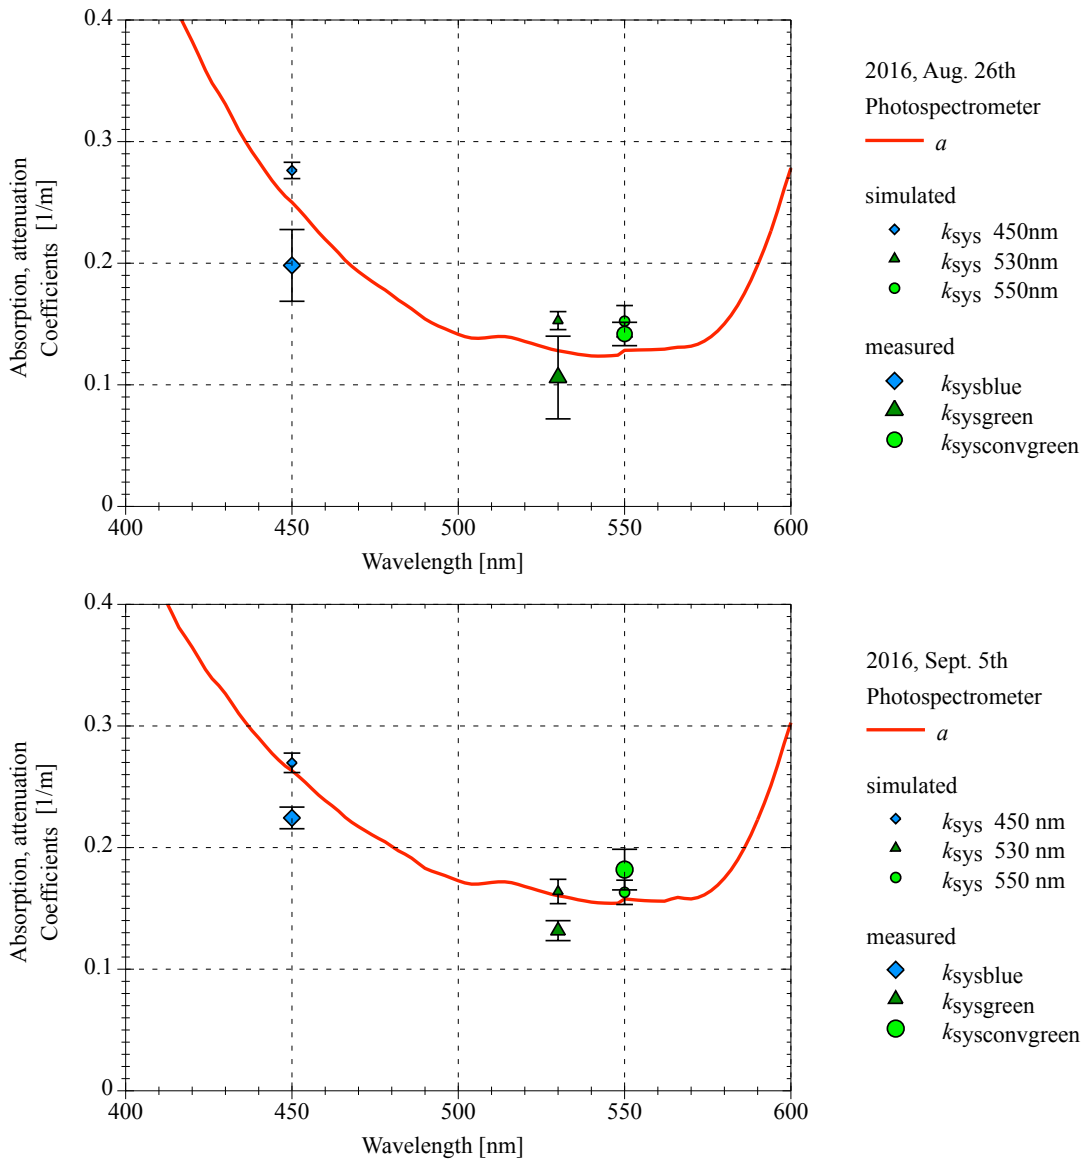 0.4
0.3
0.2
0.1
0
Absorption, attenuation
Coefficients [1/m]
400
450
500
550
600
Wavelength [nm]
2016, Aug. 26th
Photospectrometer
a
simulated
ksys 450nm
ksys 530nm
ksys 550nm
measured
ksysblue
ksysgreen
ksysconvgreen
0.4
0.3
0.2
0.1
0
Absorption, attenuation
Coefficients [1/m]
400
450
500
550
600
Wavelength [nm]
2016, Sept. 5th
Photospectrometer
a
simulated
ksys 450 nm
ksys 530 nm
ksys 550 nm
measured
ksysblue
ksysgreen
ksysconvgreen